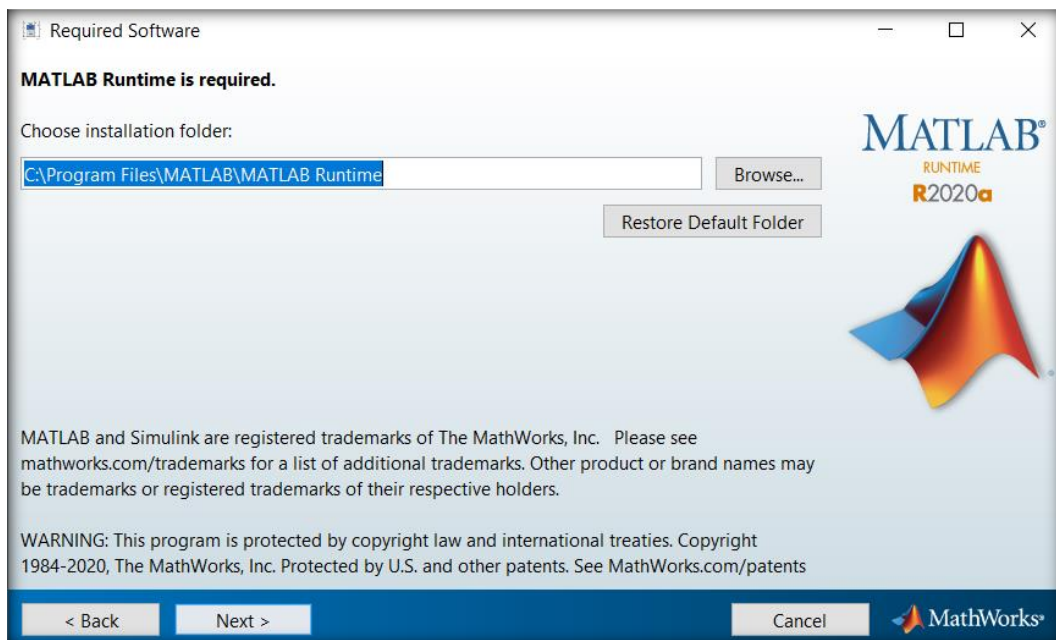 Required Software
MATLAB Runtime is required.
Choose installation folder:
C:\Program Files\MATLAB\MATLAB Runtime
Browse...
Restore Default Folder
MATLAB®
RUNTIME
R2020a
MATLAB and Simulink are registered trademarks of The MathWorks, Inc.   Please see
mathworks.com/trademarks for a list of additional trademarks. Other product or brand names may
be trademarks or registered trademarks of their respective holders.
WARNING: This program is protected by copyright law and international treaties. Copyright
1984-2020, The MathWorks, Inc. Protected by U.S. and other patents. See MathWorks.com/patents
< Back
Next >
Cancel
MathWorks®